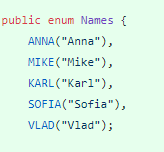 public enum Names {
ANNA("Anna"),
MIKE("Mike"),
KARL("Karl"),
SOFIA("Sofia"),
VLAD("Vlad");